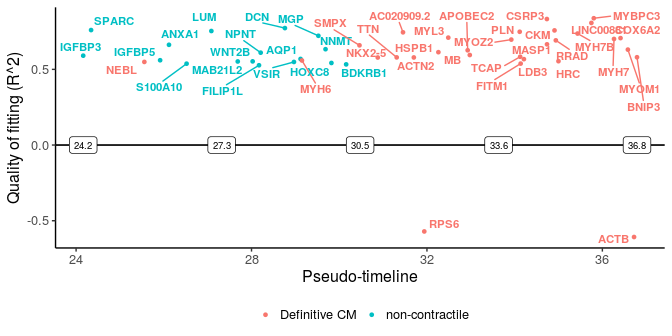 SPARC
IGFBP3
NEBL
IGFBP5
ANXA1
S100A10
LUM
NPNT
WNT2B
MAB21L2
FILIP1L
DCN
MGP
AQP1
VSIR
HOXC8
MYH6
NNMT
BDKRB1
SMPX
TTN
NKX2-5
AC020909.2
MYL3
HSPB1
ACTN2
MB
APOBEC2
MYOZ2
TCAP
FITM1
PLN
CSRP3
CKM
MASP1
LDB3
HRC
RRAD
MYH7B
MYBPC3
COX6A2
MYH7
MYOM1
BNIP3
RPS6
ACTB
0.5
0.0
-0.5
24.2
27.3
30.5
33.6
36.8
24
28
32
36
Quality of fitting (R^2)
Pseudo-timeline
Definitive CM
non-contractile